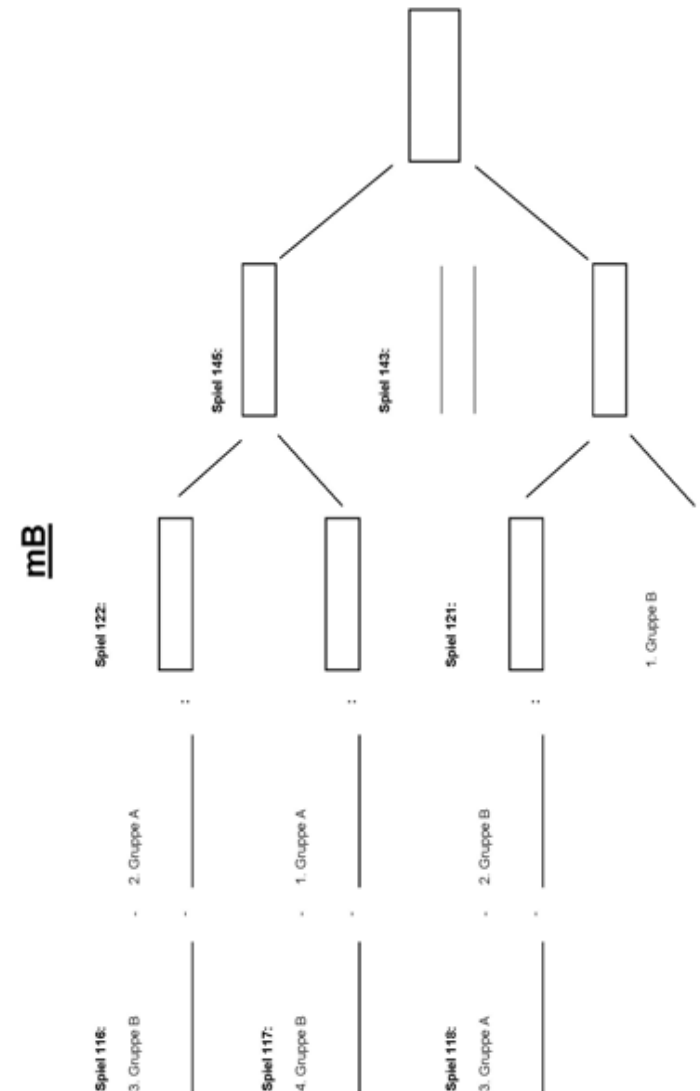 mB
Spiel 116: Spiel 122:
3. Gruppe B - 2. Gruppe A
- :
Spiel 145:
Spiel 117:
4. Gruppe B - 1. Gruppe A
- :
Spiel 143:
Spiel 118: Spiel 121:
3. Gruppe A - 2. Gruppe B
- :
1. Gruppe B